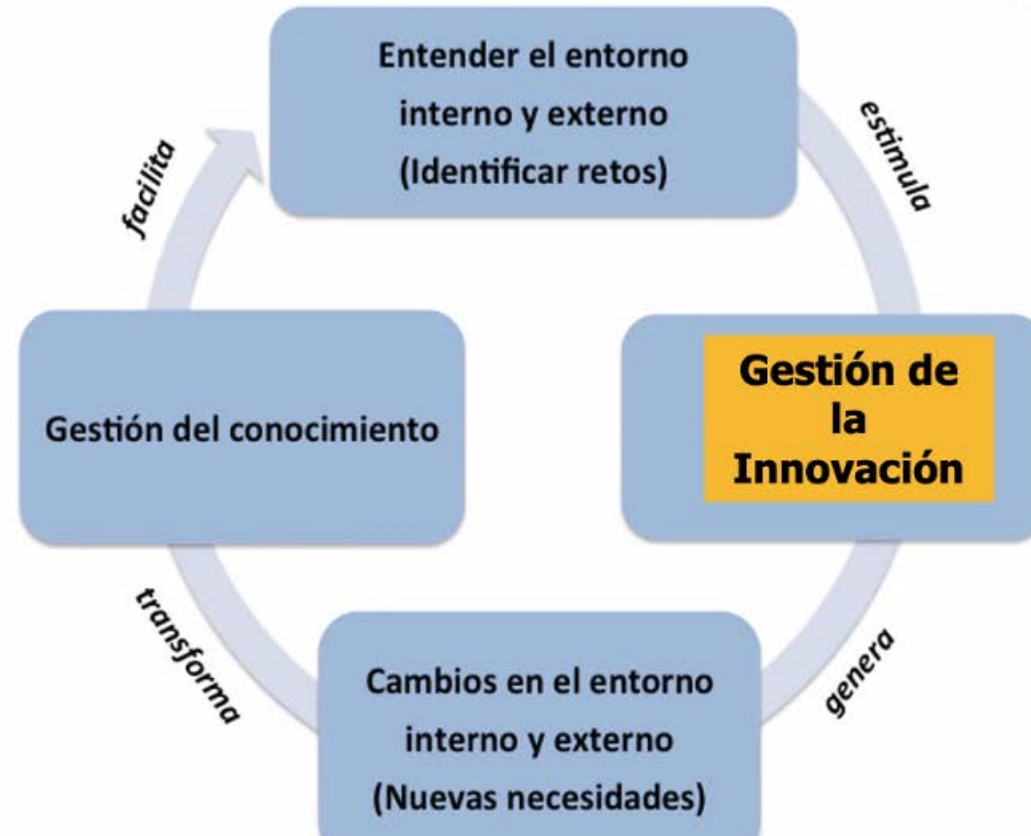 Entender el entorno
interno y externo
(Identificar retos)
estimula
Gestión de
la
Innovación
genera
Cambios en el entorno
interno y externo
(Nuevas necesidades)
transforma
Gestión del conocimiento
facilita